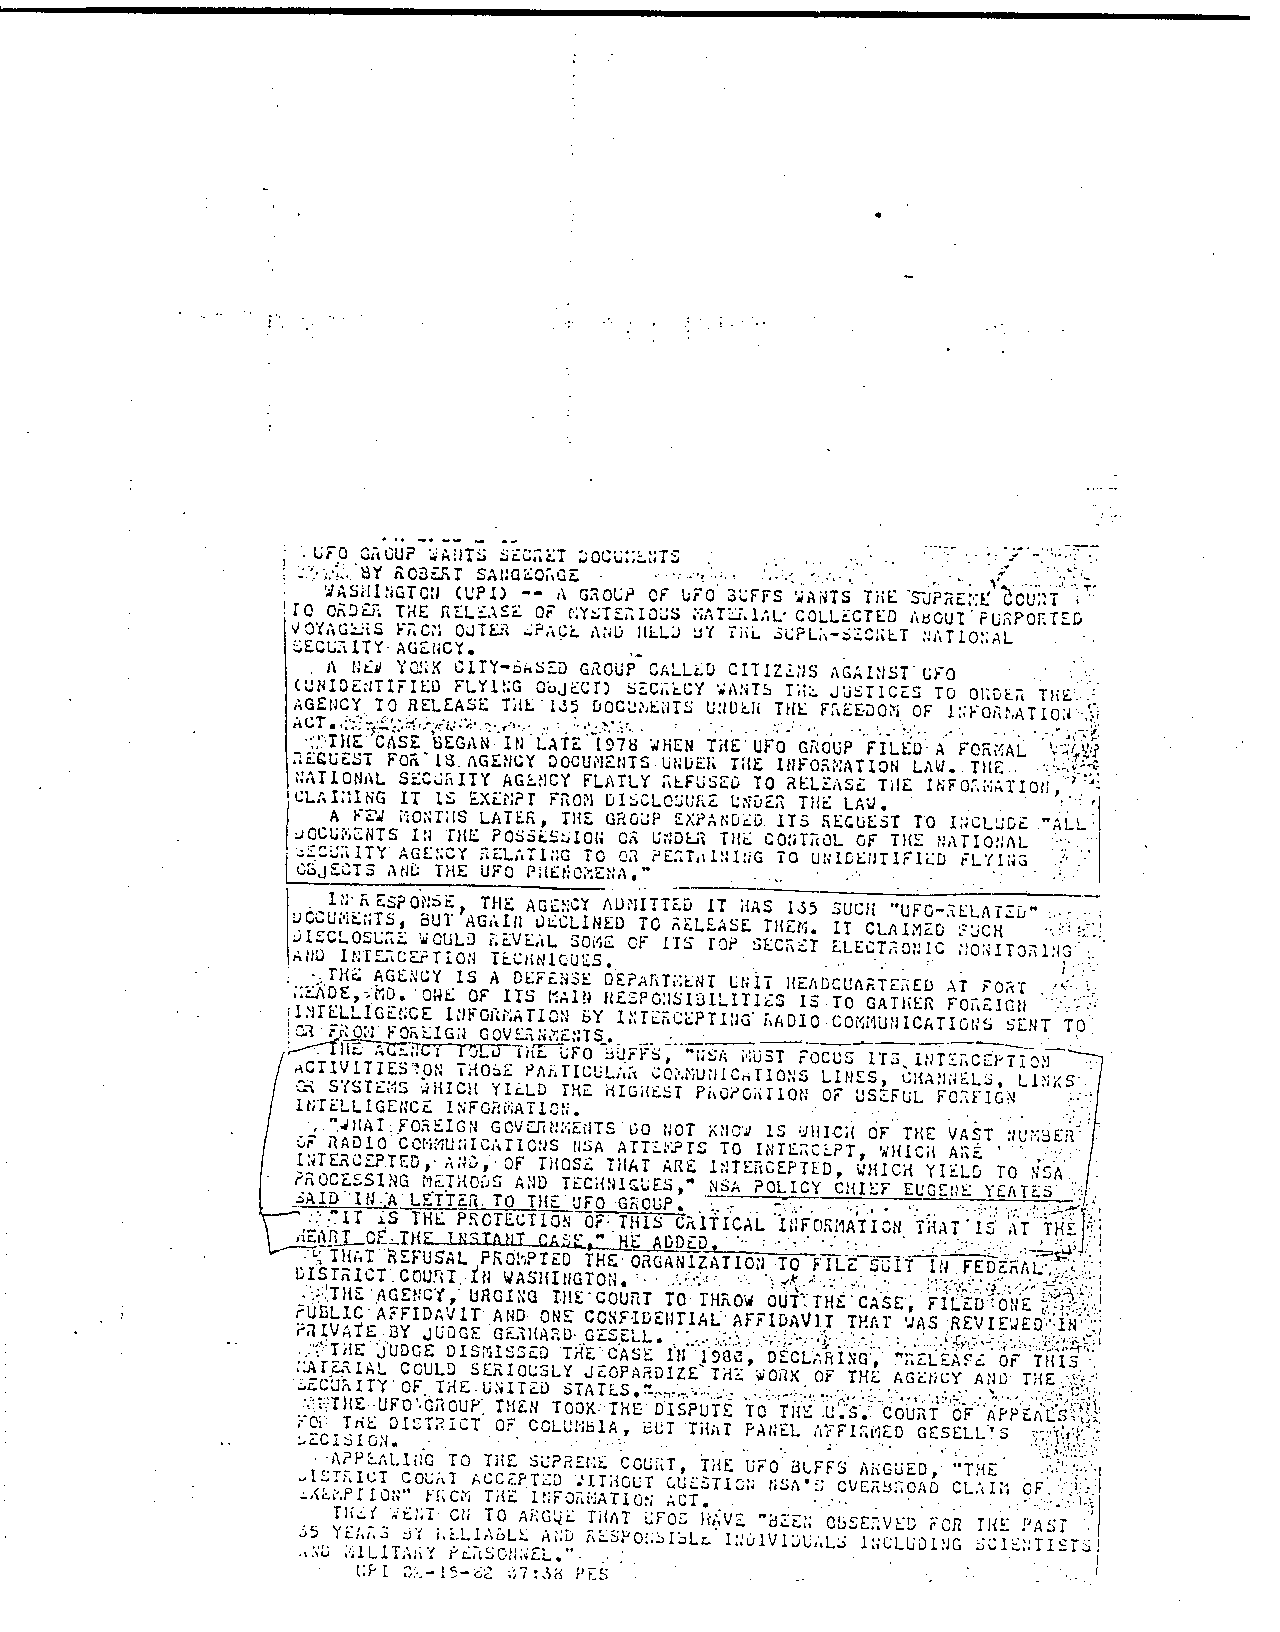 UFO GROUP WANTS SECRET DOCUMENTS
BY ROBERT SANGEORGE
WASHINGTON (UPI) -- A GROUP OF UFO BUFFS WANTS THE SUPREME COURT
TO ORDER THE RELEASE OF MYSTERIOUS MATERIAL COLLECTED ABOUT PURPORTED
VOYAGERS FROM OUTER SPACE AND HELD BY THE SUPER-SECRET NATIONAL
SECURITY AGENCY.
A NEW YORK CITY-BASED GROUP CALLED CITIZENS AGAINST UFO
(UNIDENTIFIED FLYING OBJECT) SECRECY WANTS THE JUSTICES TO ORDER THE
AGENCY TO RELEASE THE 135 DOCUMENTS UNDER THE FREEDOM OF INFORMATION
ACT.
THE CASE BEGAN IN LATE 1978 WHEN THE UFO GROUP FILED A FORMAL
REQUEST FOR 18 AGENCY DOCUMENTS UNDER THE INFORMATION LAW. THE
NATIONAL SECURITY AGENCY FLATLY REFUSED TO RELEASE THE INFORMATION,
CLAIMING IT IS EXEMPT FROM DISCLOSURE UNDER THE LAW.
A FEW MONTHS LATER, THE GROUP EXPANDED ITS REQUEST TO INCLUDE "ALL
DOCUMENTS IN THE POSSESSION OR UNDER THE CONTROL OF THE NATIONAL
SECURITY AGENCY RELATING TO OR PERTAINING TO UNIDENTIFIED FLYING
OBJECTS AND THE UFO PHENOMENA."
IN RESPONSE, THE AGENCY ADMITTED IT HAS 135 SUCH "UFO-RELATED"
DOCUMENTS, BUT AGAIN DECLINED TO RELEASE THEM. IT CLAIMED SUCH
DISCLOSURE WOULD REVEAL SOME OF ITS TOP SECRET ELECTRONIC MONITORING
AND INTERCEPTION TECHNIQUES.
THE AGENCY IS A DEFENSE DEPARTMENT UNIT HEADQUARTERED AT FORT
MEADE, MD. ONE OF ITS MAIN RESPONSIBILITIES IS TO GATHER FOREIGN
INTELLIGENCE INFORMATION BY INTERCEPTING RADIO COMMUNICATIONS SENT TO
OR FROM FOREIGN GOVERNMENTS.
THE AGENCY TOLD THE UFO BUFFS, "NSA MUST FOCUS ITS INTERCEPTION
ACTIVITIES ON THOSE PARTICULAR COMMUNICATIONS LINES, CHANNELS, LINKS
OR SYSTEMS WHICH YIELD THE HIGHEST PROPORTION OF USEFUL FORFIGN
INTELLIGENCE INFORMATION.
"WHAT FOREIGN GOVERNMENTS DO NOT KNOW IS WHICH OF THE VAST NUMBER
OF RADIO COMMUNICATIONS NSA ATTEMPTS TO INTERCEPT, WHICH ARE
INTERCEPTED, AND, OF THOSE THAT ARE INTERCEPTED, WHICH YIELD TO NSA
PROCESSING METHODS AND TECHNIQUES," NSA POLICY CHIEF EUGENE YEATES
SAID IN A LETTER TO THE UFO GROUP.
"IT IS THE PROTECTION OF THIS CRITICAL INFORMATION THAT IS AT THE
HEART OF THE INSTANT CASE," HE ADDED.
THAT REFUSAL PROMPTED THE ORGANIZATION TO FILE SUIT IN FEDERAL
DISTRICT COURT IN WASHINGTON.
THE AGENCY, URGING THE COURT TO THROW OUT THE CASE, FILED ONE
PUBLIC AFFIDAVIT AND ONE CONFIDENTIAL AFFIDAVIT THAT WAS REVIEWED IN
PRIVATE BY JUDGE GERHARD GESELL.
THE JUDGE DISMISSED THE CASE IN DECLARING, "RELEASE OF THIS
MATERIAL COULD SERIOUSLY JEOPARDIZE THE WORK OF THE AGENCY AND THE
SECURITY OF THE UNITED STATES."
THE UFO GROUP THEN TOOK THE DISPUTE TO THE U.S. COURT OF APPEALS
FOR THE DISTRICT OF COLUMBIA, BUT THAT PANEL AFFIRMED GESELL'S
DECISION.
APPEALING TO THE SUPREME COURT, THE UFO BUFFS ARGUED, "THE
DISTRICT COURT ACCEPTED WITHOUT QUESTION NSA'S OVERBROAD CLAIM OF
EXEMPTION" FROM THE INFORMATION ACT.
THEY WENT ON TO ARGUE THAT UFOS HAVE "BEEN OBSERVED FOR THE PAST
35 YEARS BY RELIABLE AND RESPONSIBLE INDIVIDUALS INCLUDING SCIENTISTS
AND MILITARY PERSONNEL."
UPI 07:38 PES